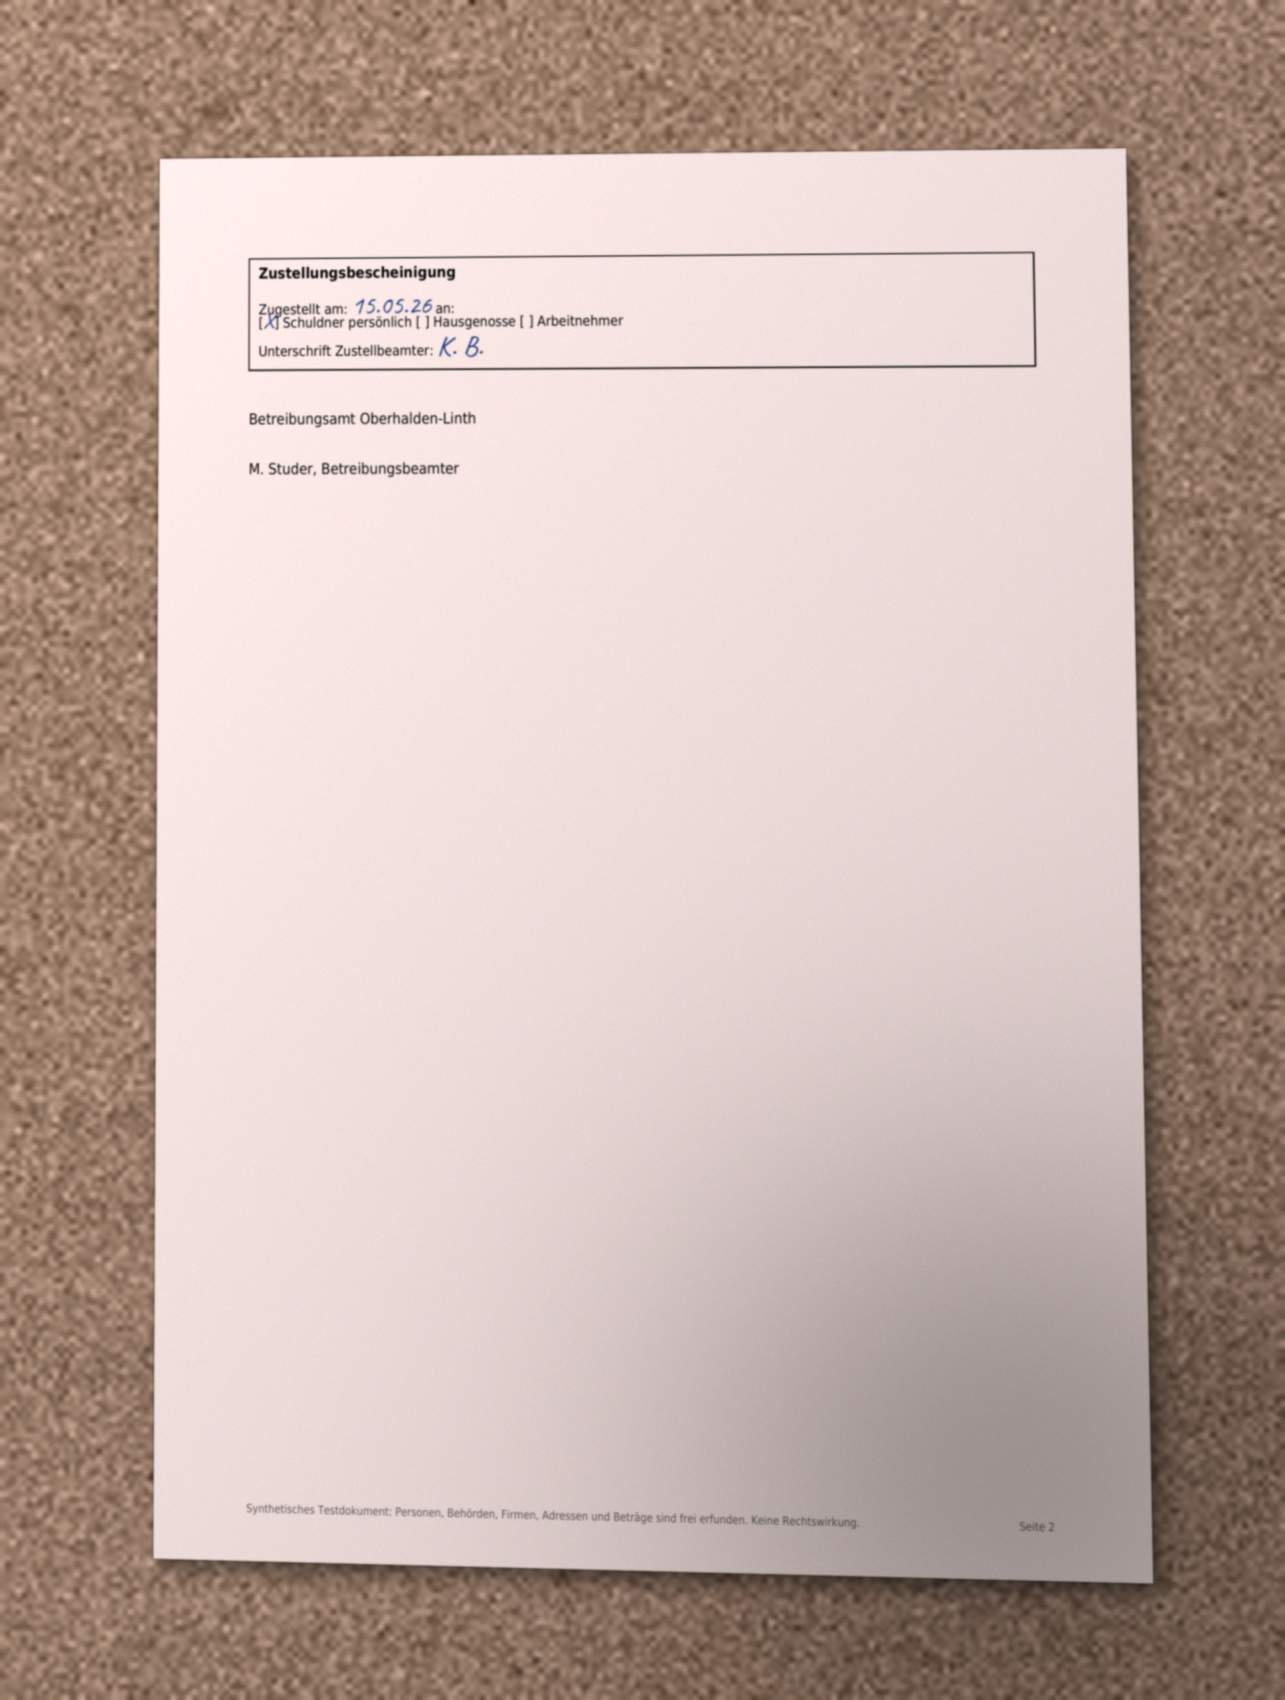 Zustellungsbescheinigung
Zugestellt am: 15.05.26 an:
[X] Schuldner persönlich [ ] Hausgenosse [ ] Arbeitnehmer
Unterschrift Zustellbeamter: K. B.
Betreibungsamt Oberhalden-Linth
M. Studer, Betreibungsbeamter
Synthetisches Testdokument: Personen, Behörden, Firmen, Adressen und Beträge sind frei erfunden. Keine Rechtswirkung.
Seite 2